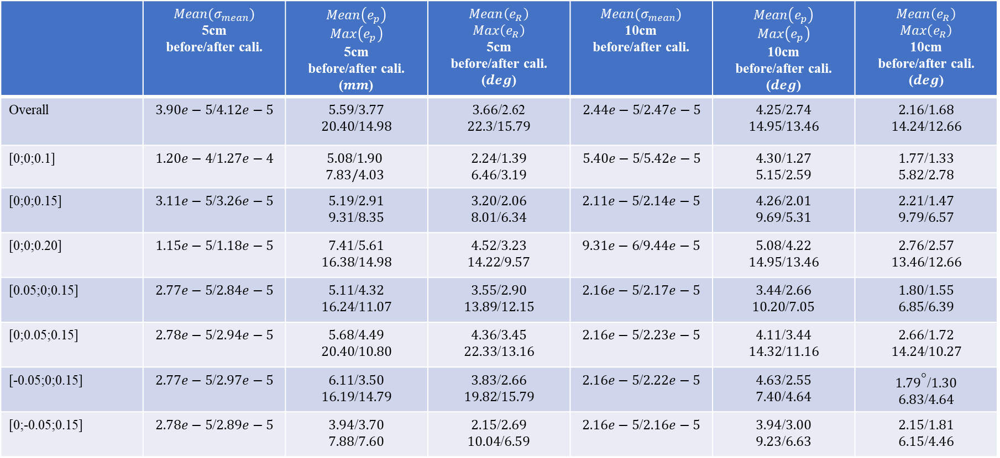 Mean(σ_mean)
5cm
before/after cali.
Mean(e_p)
Max(e_p)
5cm
before/after cali.
(mm)
Mean(e_R)
Max(e_R)
5cm
before/after cali.
(deg)
Mean(σ_mean)
10cm
before/after cali.
Mean(e_p)
Max(e_p)
10cm
before/after cali.
(deg)
Mean(e_R)
Max(e_R)
10cm
before/after cali.
(deg)
Overall
3.90e − 5/4.12e − 5
5.59/3.77
20.40/14.98
3.66/2.62
22.3/15.79
2.44e − 5/2.47e − 5
4.25/2.74
14.95/13.46
2.16/1.68
14.24/12.66
[0;0;0.1]
1.20e − 4/1.27e − 4
5.08/1.90
7.83/4.03
2.24/1.39
6.46/3.19
5.40e − 5/5.42e − 5
4.30/1.27
5.15/2.59
1.77/1.33
5.82/2.78
[0;0;0.15]
3.11e − 5/3.26e − 5
5.19/2.91
9.31/8.35
3.20/2.06
8.01/6.34
2.11e − 5/2.14e − 5
4.26/2.01
9.69/5.31
2.21/1.47
9.79/6.57
[0;0;0.20]
1.15e − 5/1.18e − 5
7.41/5.61
16.38/14.98
4.52/3.23
14.22/9.57
9.31e − 6/9.44e − 5
5.08/4.22
14.95/13.46
2.76/2.57
13.46/12.66
[0.05;0;0.15]
2.77e − 5/2.84e − 5
5.11/4.32
16.24/11.07
3.55/2.90
13.89/12.15
2.16e − 5/2.17e − 5
3.44/2.66
10.20/7.05
1.80/1.55
6.85/6.39
[0;0.05;0.15]
2.78e − 5/2.94e − 5
5.68/4.49
20.40/10.80
4.36/3.45
22.33/13.16
2.16e − 5/2.23e − 5
4.11/3.44
14.32/11.16
2.66/1.72
14.24/10.27
[-0.05;0;0.15]
2.77e − 5/2.97e − 5
6.11/3.50
16.19/14.79
3.83/2.66
19.82/15.79
2.16e − 5/2.22e − 5
4.63/2.55
7.40/4.64
1.79°/1.30
6.83/4.64
[0;-0.05;0.15]
2.78e − 5/2.89e − 5
3.94/3.70
7.88/7.60
2.15/2.69
10.04/6.59
2.16e − 5/2.16e − 5
3.94/3.00
9.23/6.63
2.15/1.81
6.15/4.46